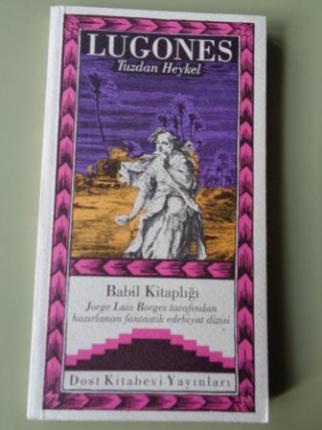 LUGONES
Tuzdan Heykel
Babil Kitaplığı
Jorge Luis Borges tarafından
hazırlanan fantastik edebiyat dizisi
Dost Kitabevi Yayınları